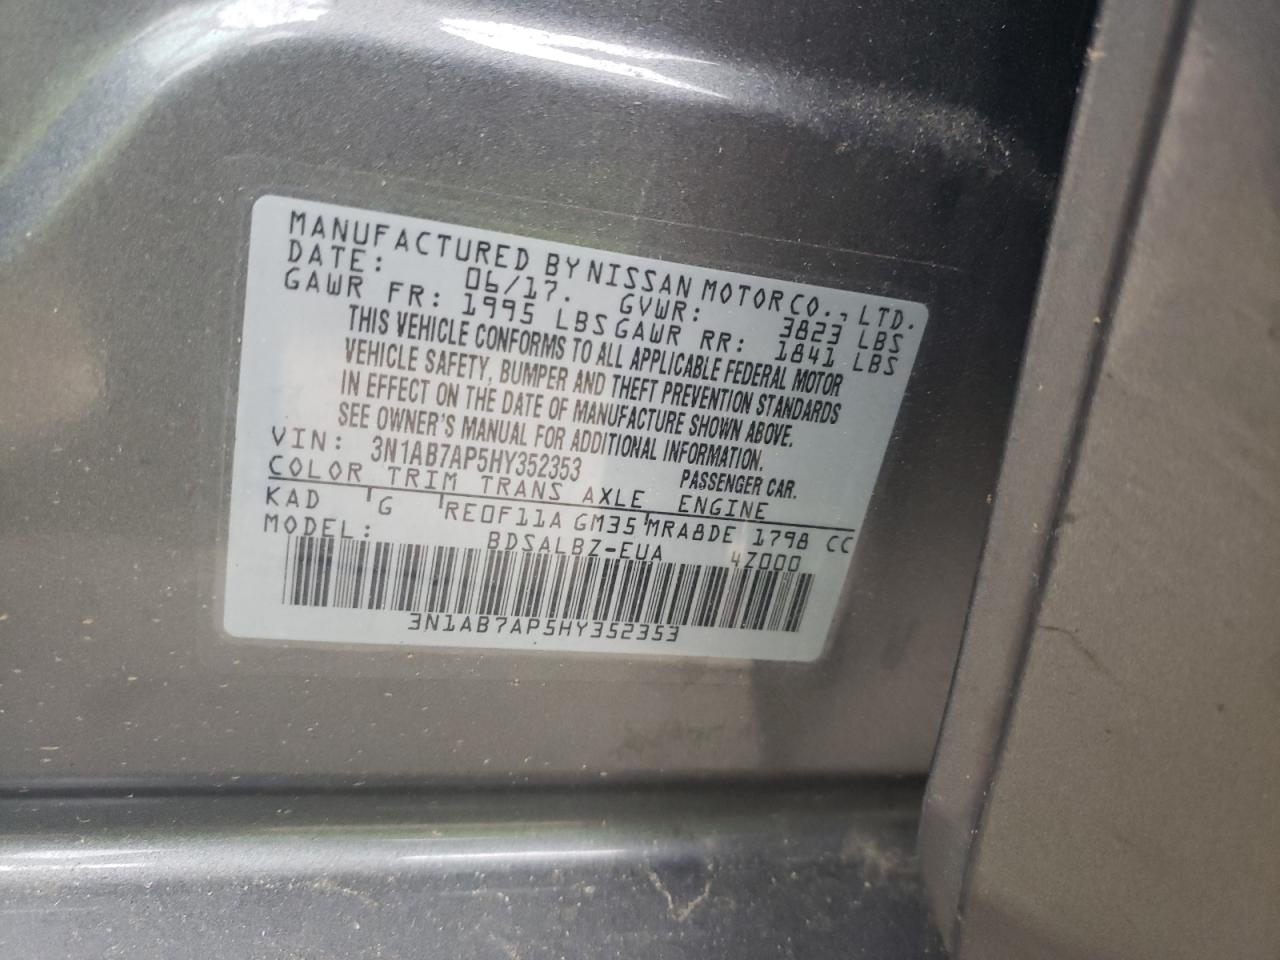 MANUFACTURED BY NISSAN MOTOR CO., LTD.
DATE: 06/17. GVWR: 3823 LBS
GAWR FR: 1995 LBS GAWR RR: 1841 LBS
THIS VEHICLE CONFORMS TO ALL APPLICABLE FEDERAL MOTOR
VEHICLE SAFETY, BUMPER AND THEFT PREVENTION STANDARDS
IN EFFECT ON THE DATE OF MANUFACTURE SHOWN ABOVE.
SEE OWNER'S MANUAL FOR ADDITIONAL INFORMATION.
VIN: 3N1AB7AP5HY352353 PASSENGER CAR.
COLOR TRIM TRANS AXLE ENGINE
KAD G RE0F11A GM35 MRA8DE 1798 CC
MODEL: BDSALBZ-EUA 4Z000
3N1AB7AP5HY352353